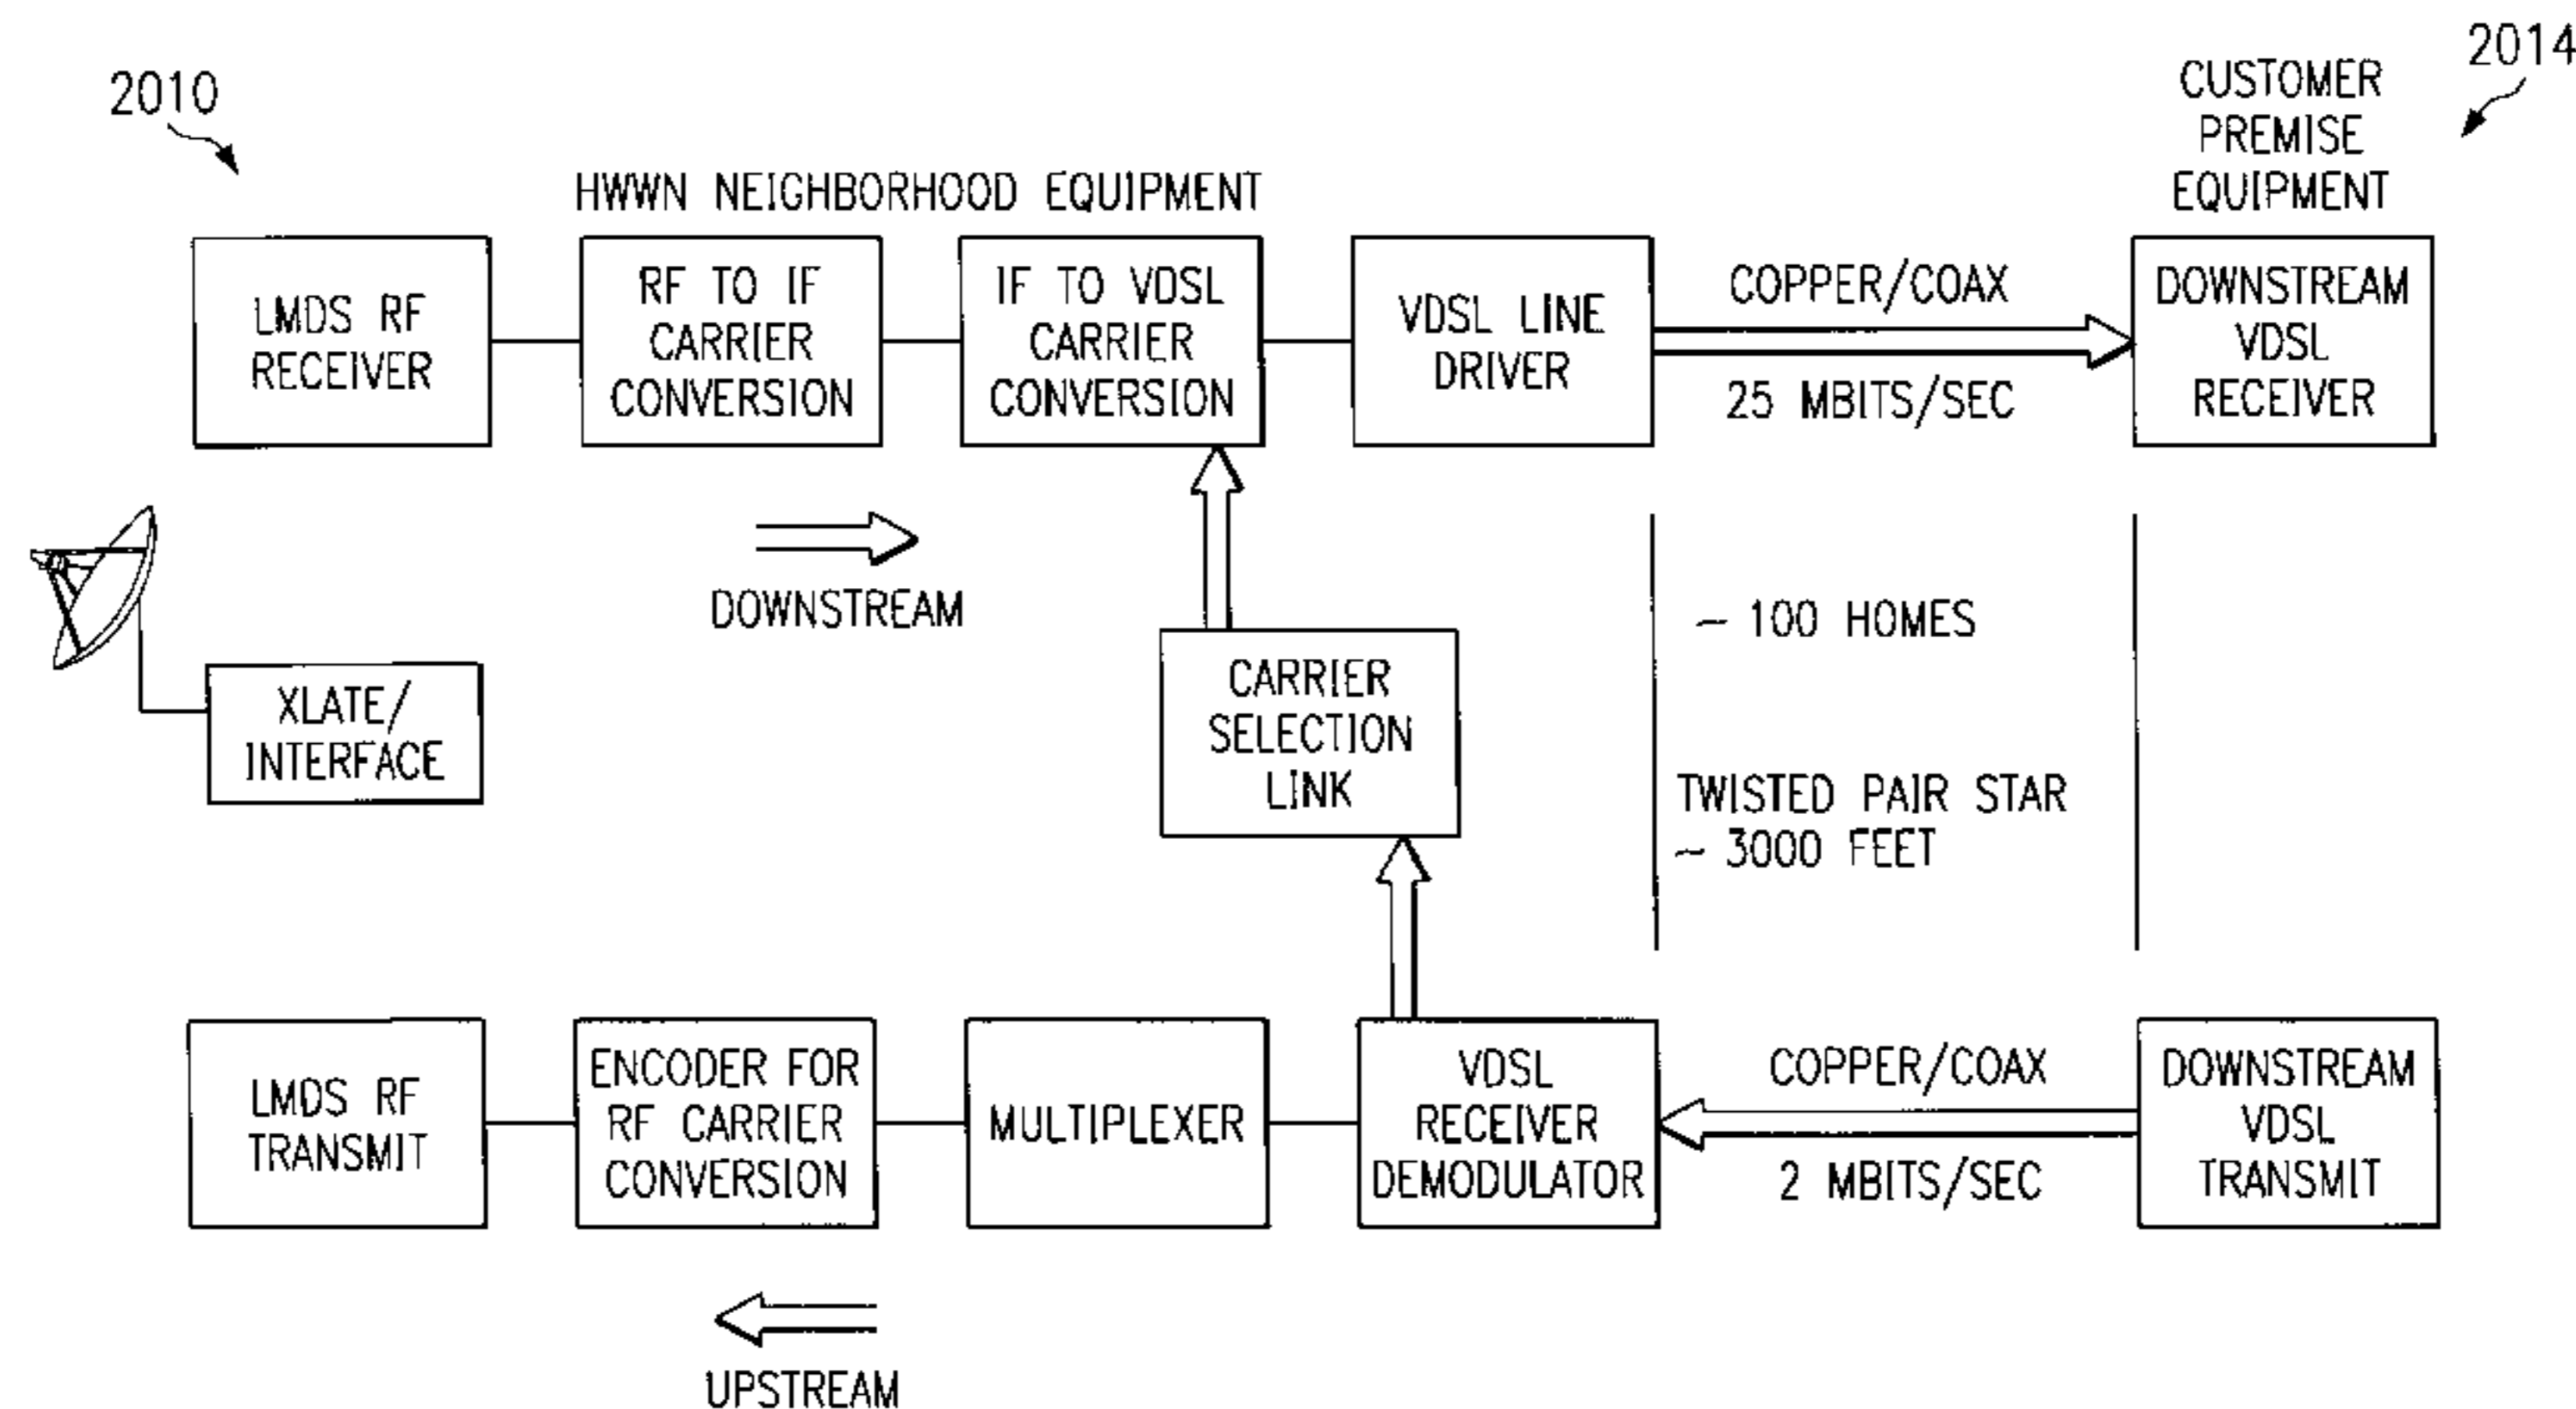 2010
2014
CUSTOMER
PREMISE
EQUIPMENT
HWWN NEIGHBORHOOD EQUIPMENT
LMDS RF
RECEIVER
RF TO IF
CARRIER
CONVERSION
IF TO VDSL
CARRIER
CONVERSION
VDSL LINE
DRIVER
COPPER/COAX
25 MBITS/SEC
DOWNSTREAM
VDSL
RECEIVER
DOWNSTREAM
~ 100 HOMES
XLATE/
INTERFACE
CARRIER
SELECTION
LINK
TWISTED PAIR STAR
~ 3000 FEET
LMDS RF
TRANSMIT
ENCODER FOR
RF CARRIER
CONVERSION
MULTIPLEXER
VDSL
RECEIVER
DEMODULATOR
COPPER/COAX
2 MBITS/SEC
DOWNSTREAM
VDSL
TRANSMIT
UPSTREAM